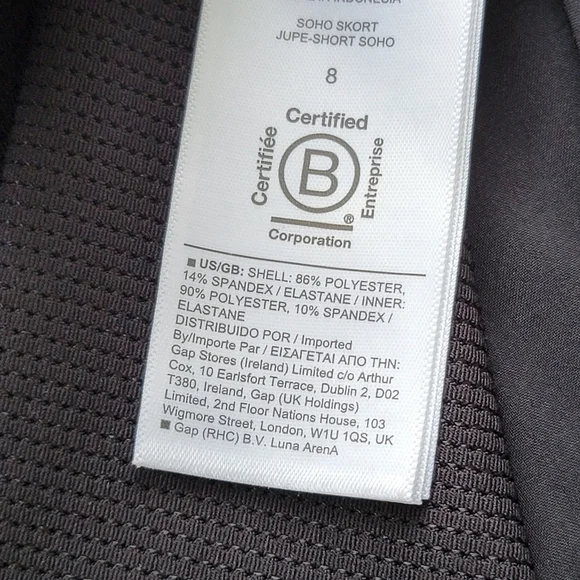 INDONESIA
SOHO SKORT
JUPE-SHORT SOHO
8
Certified
Certifiée
B
Entreprise
®
Corporation
■ US/GB: SHELL: 86% POLYESTER,
14% SPANDEX / ELASTANE / INNER:
90% POLYESTER, 10% SPANDEX /
ELASTANE
DISTRIBUIDO POR / Imported
By/Importe Par / ΕΙΣΑΓΕΤΑΙ ΑΠΟ ΤΗΝ:
Gap Stores (Ireland) Limited c/o Arthur
Cox, 10 Earlsfort Terrace, Dublin 2, D02
T380, Ireland, Gap (UK Holdings)
Limited, 2nd Floor Nations House, 103
Wigmore Street, London, W1U 1QS, UK
■ Gap (RHC) B.V. Luna ArenA